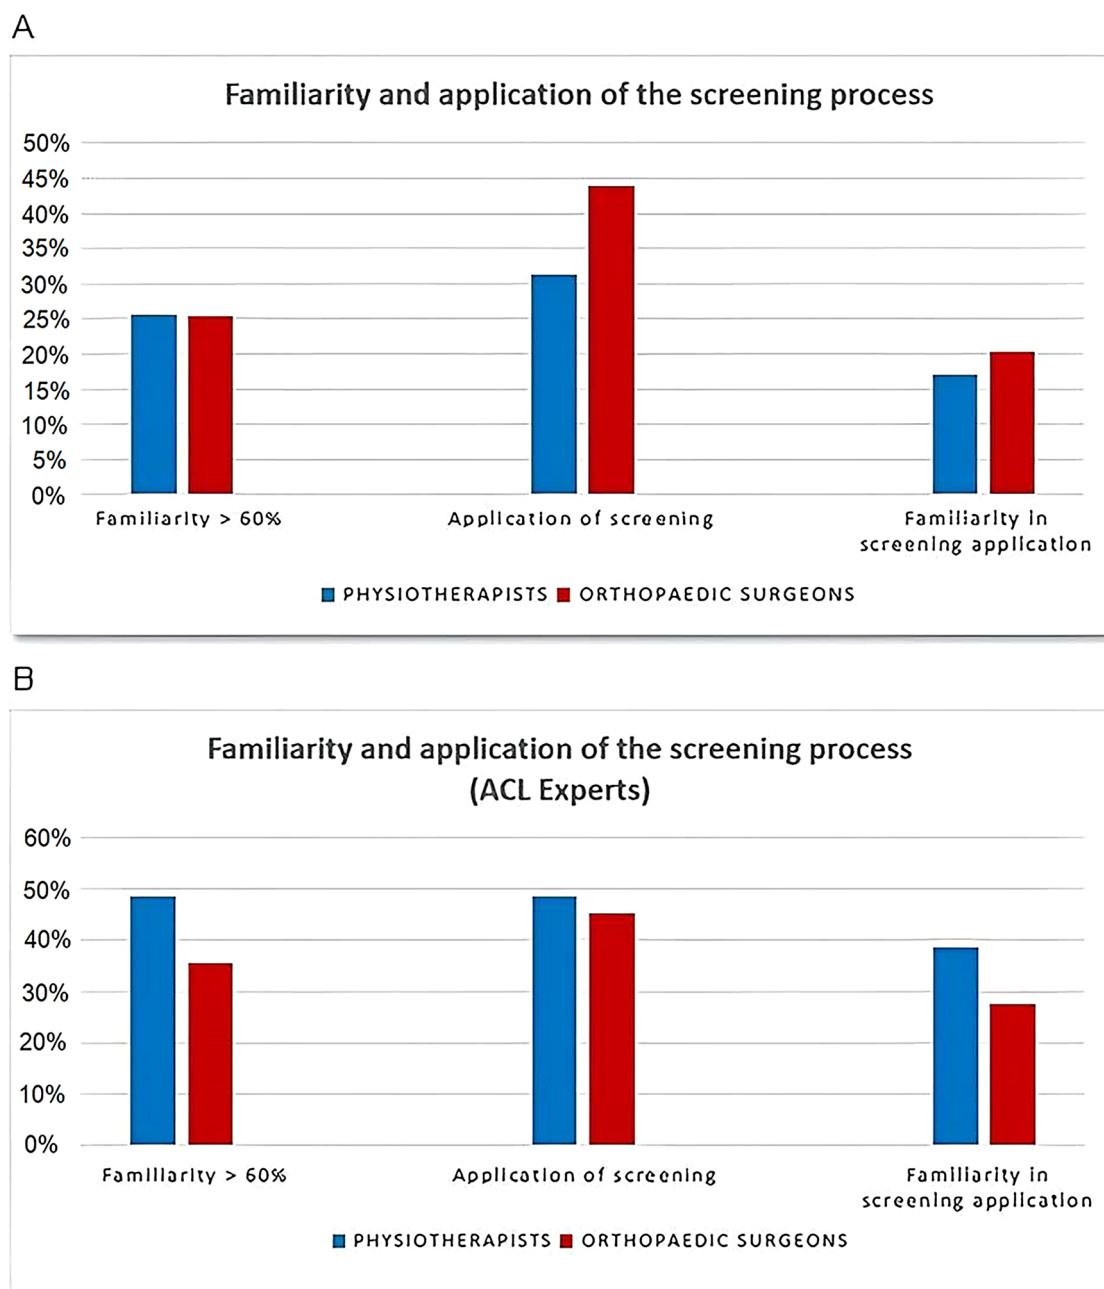 A
Familiarity and application of the screening process
50%
45%
40%
35%
30%
25%
20%
15%
10%
5%
0%
Familiarity > 60%
Application of screening
Familiarity in
screening application
PHYSIOTHERAPISTS ORTHOPAEDIC SURGEONS
B
Familiarity and application of the screening process
(ACL Experts)
60%
50%
40%
30%
20%
10%
0%
Familiarity > 60%
Application of screening
Familiarity in
screening application
PHYSIOTHERAPISTS ORTHOPAEDIC SURGEONS